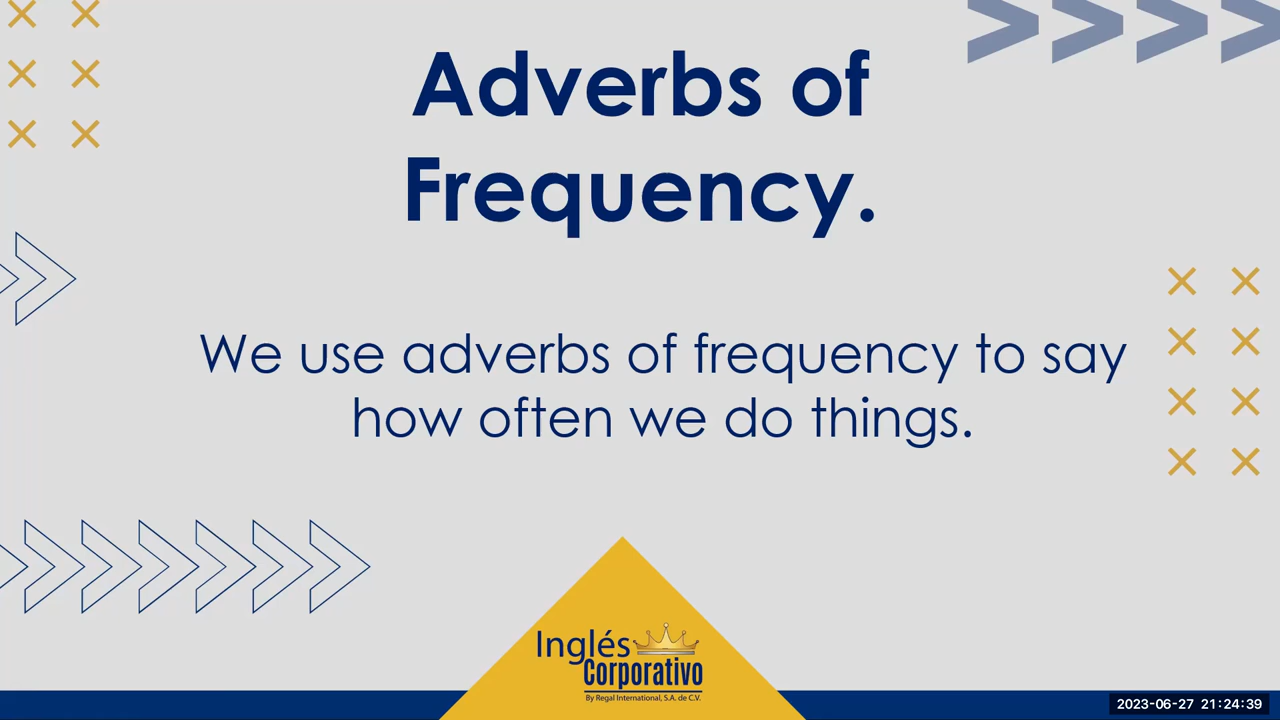 Adverbs of
Frequency.
We use adverbs of frequency to say
how often we do things.
Inglés
Corporativo
By Regal International, S.A. de C.V.
2023-06-27 21:24:39